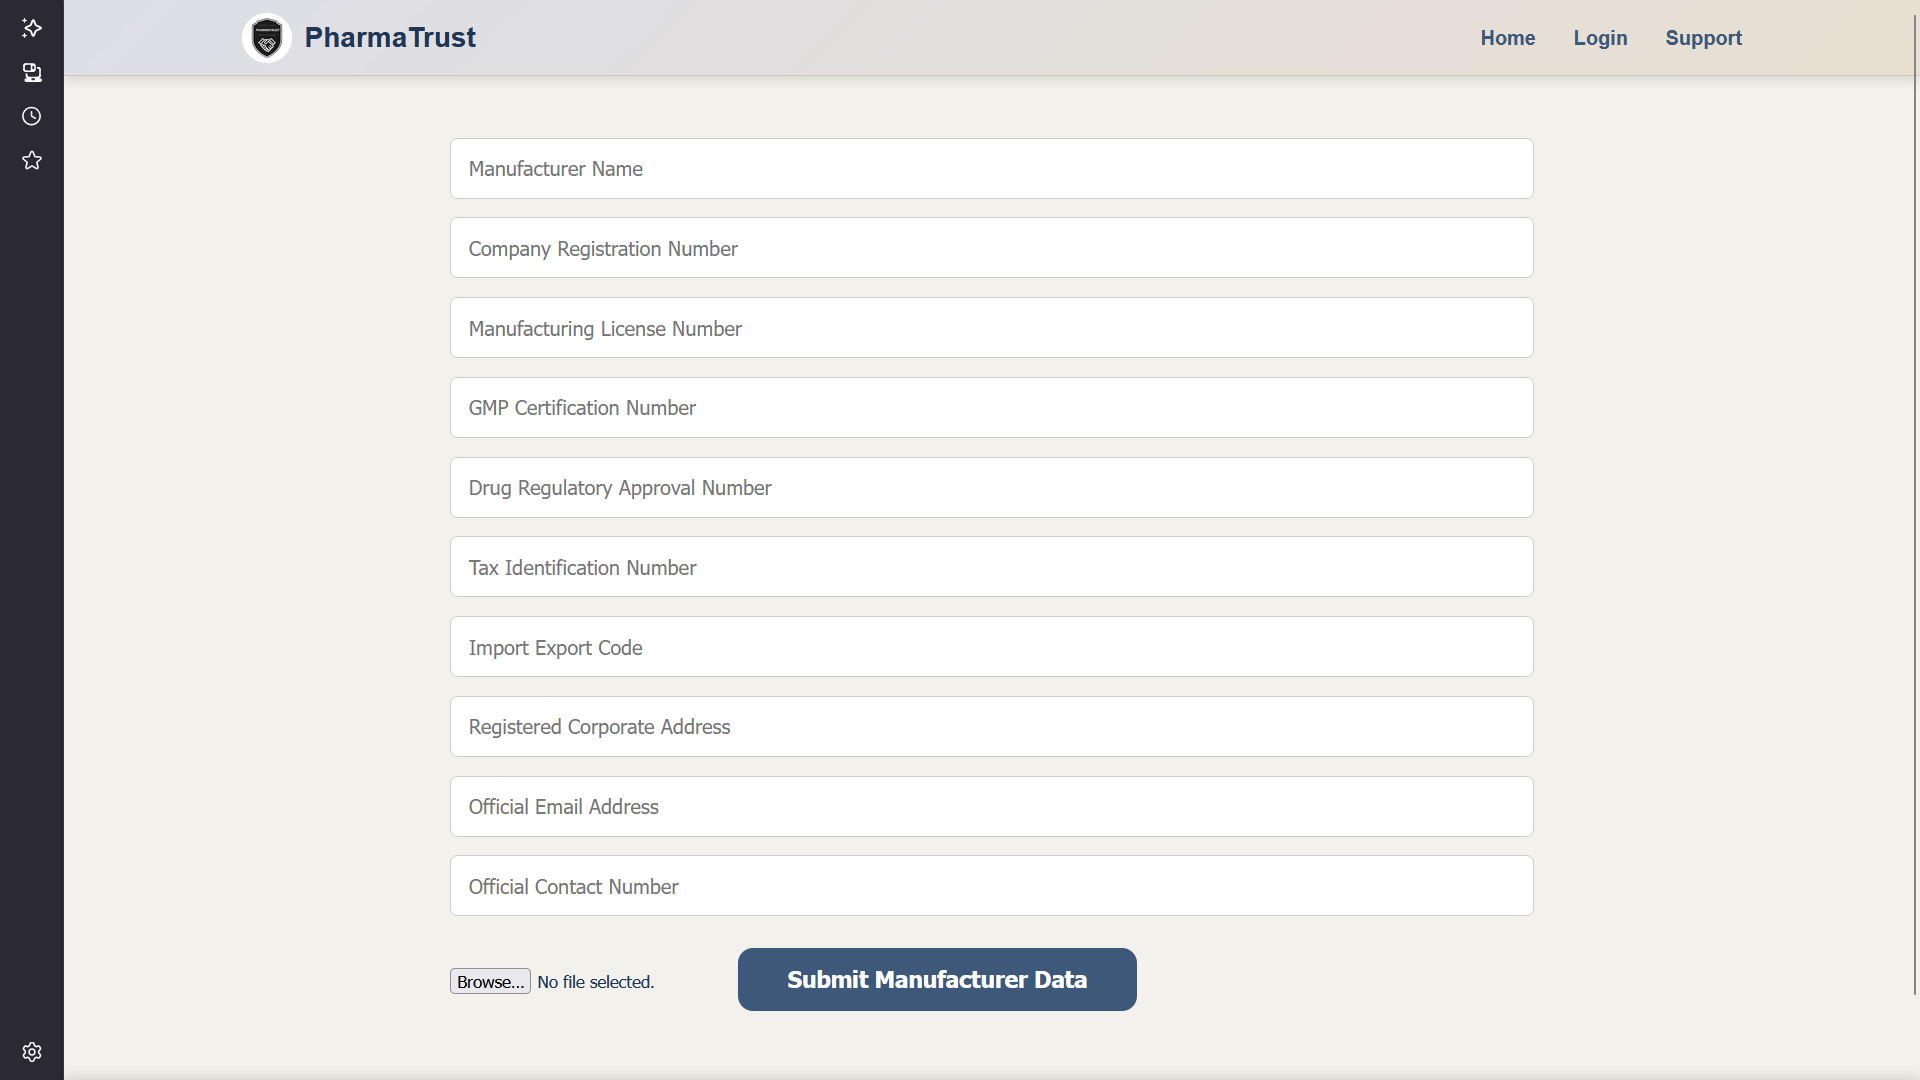 PHARMATRUST
PharmaTrust
Home
Login
Support
Manufacturer Name
Company Registration Number
Manufacturing License Number
GMP Certification Number
Drug Regulatory Approval Number
Tax Identification Number
Import Export Code
Registered Corporate Address
Official Email Address
Official Contact Number
Browse... No file selected.
Submit Manufacturer Data